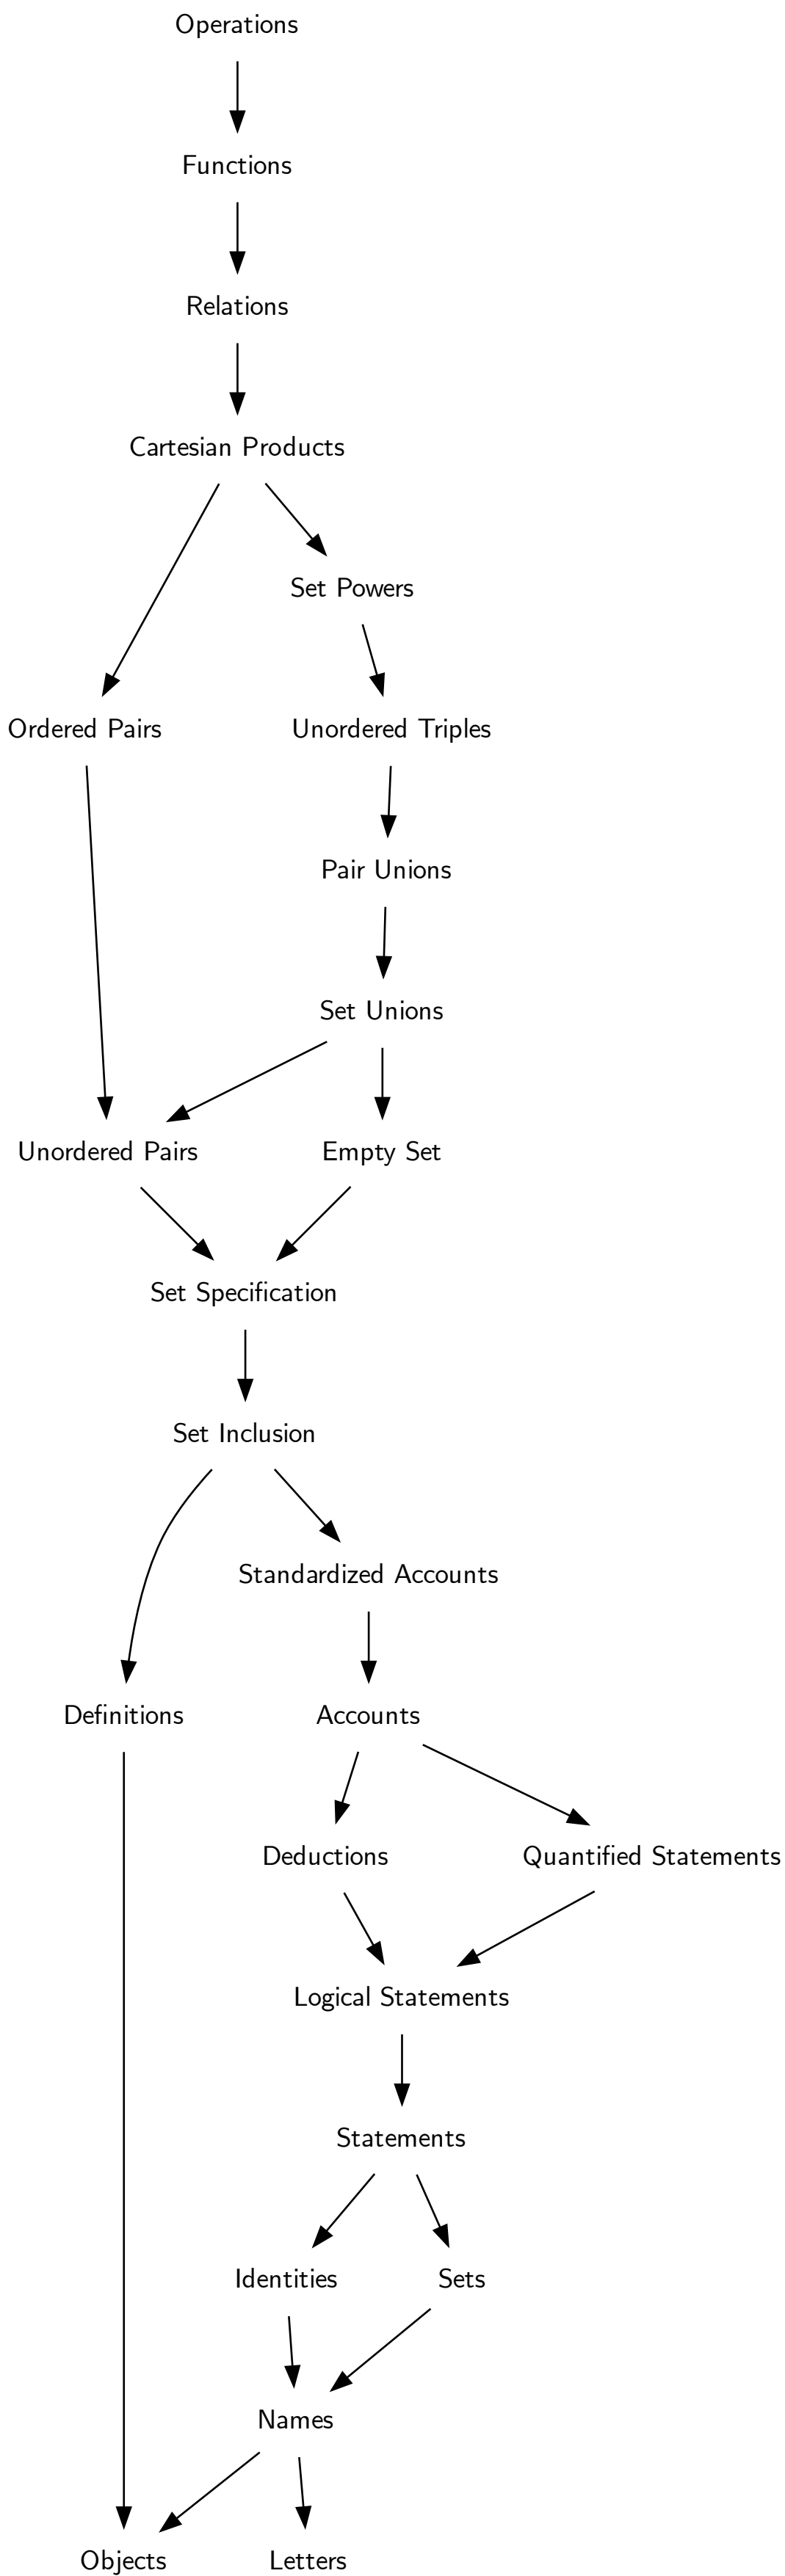 Operations
Functions
Relations
Cartesian Products
Set Powers
Ordered Pairs
Unordered Triples
Pair Unions
Set Unions
Unordered Pairs
Empty Set
Set Specification
Set Inclusion
Standardized Accounts
Definitions
Accounts
Deductions
Quantified Statements
Logical Statements
Statements
Identities
Sets
Names
Objects
Letters